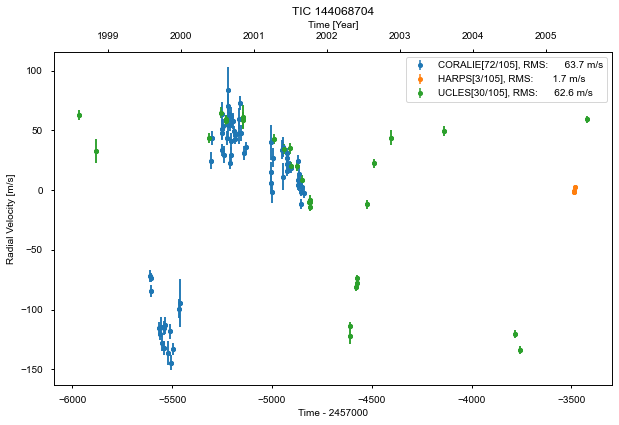 TIC 144068704
Time [Year]
1999 2000 2001 2002 2003 2004 2005
CORALIE[72/105], RMS: 63.7 m/s
HARPS[3/105], RMS: 1.7 m/s
UCLES[30/105], RMS: 62.6 m/s
Radial Velocity [m/s]
100
50
0
−50
−100
−150
−6000 −5500 −5000 −4500 −4000 −3500
Time - 2457000